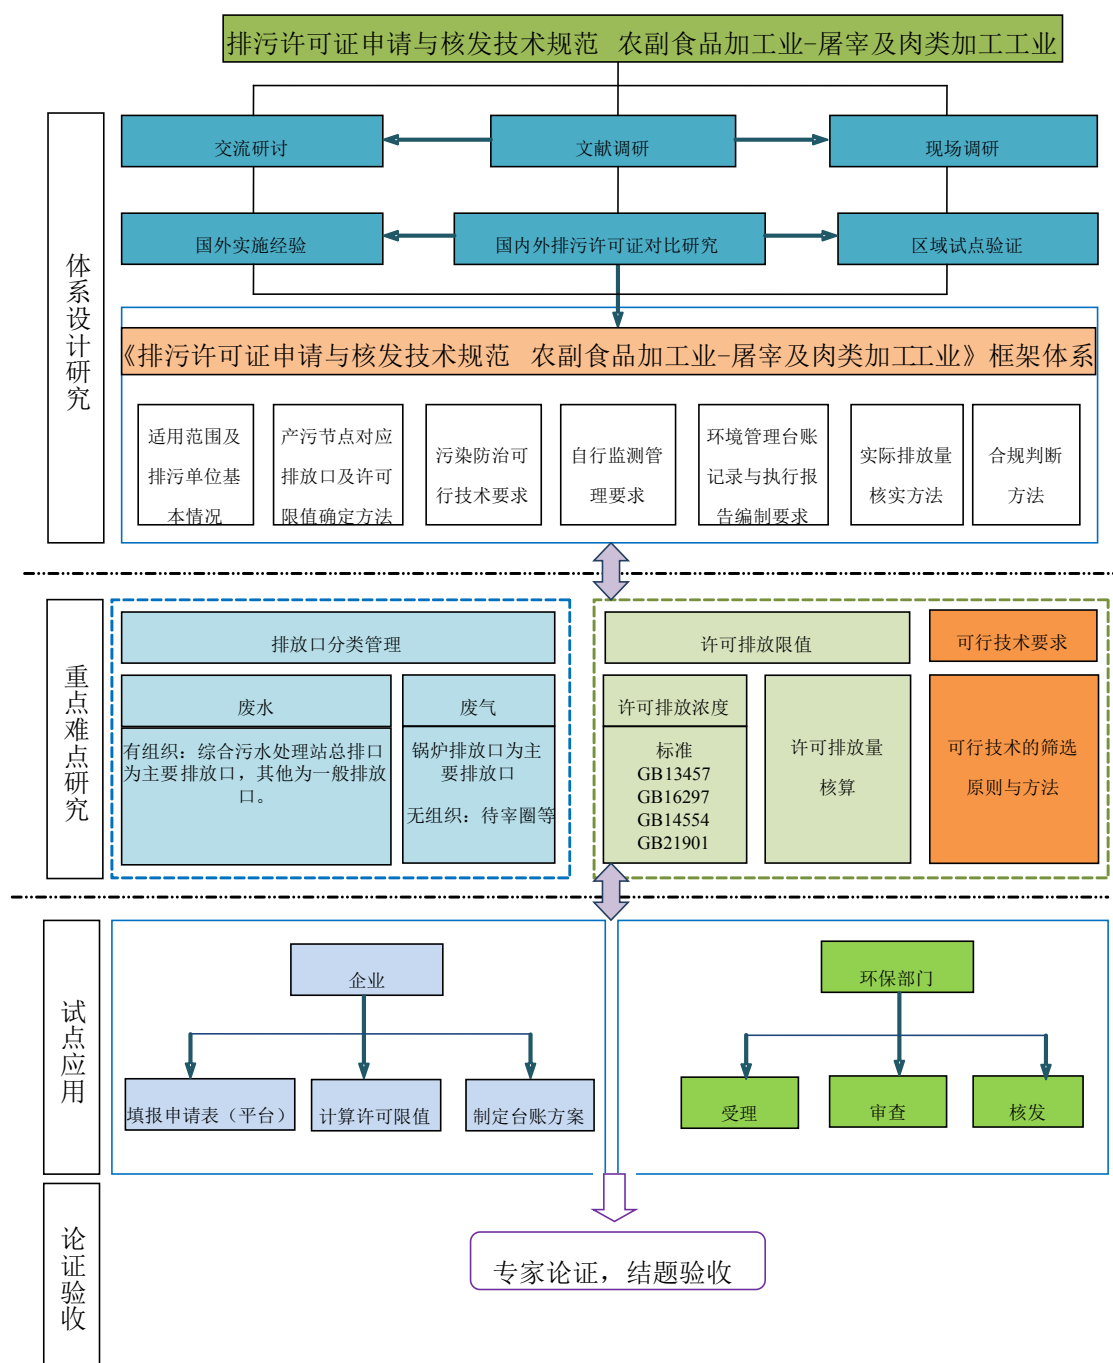 排污许可证申请与核发技术规范 农副食品加工业-屠宰及肉类加工工业
体系设计研究
交流研讨
文献调研
现场调研
国外实施经验
国内外排污许可证对比研究
区域试点验证
《排污许可证申请与核发技术规范 农副食品加工业-屠宰及肉类加工工业》框架体系
适用范围及
排污单位基
本情况
产污节点对应
排放口及许可
限值确定方法
污染防治可
行技术要求
自行监测管
理要求
环境管理台账
记录与执行报
告编制要求
实际排放量
核实方法
合规判断
方法
重点难点研究
排放口分类管理
废水
有组织：综合污水处理站总排口
为主要排放口，其他为一般排放
口。
废气
锅炉排放口为主
要排放口
无组织：待宰圈等
许可排放限值
许可排放浓度
标准
GB13457
GB16297
GB14554
GB21901
许可排放量
核算
可行技术要求
可行技术的筛选
原则与方法
试点应用
企业
填报申请表（平台）
计算许可限值
制定台账方案
环保部门
受理
审查
核发
论证验收
专家论证，结题验收